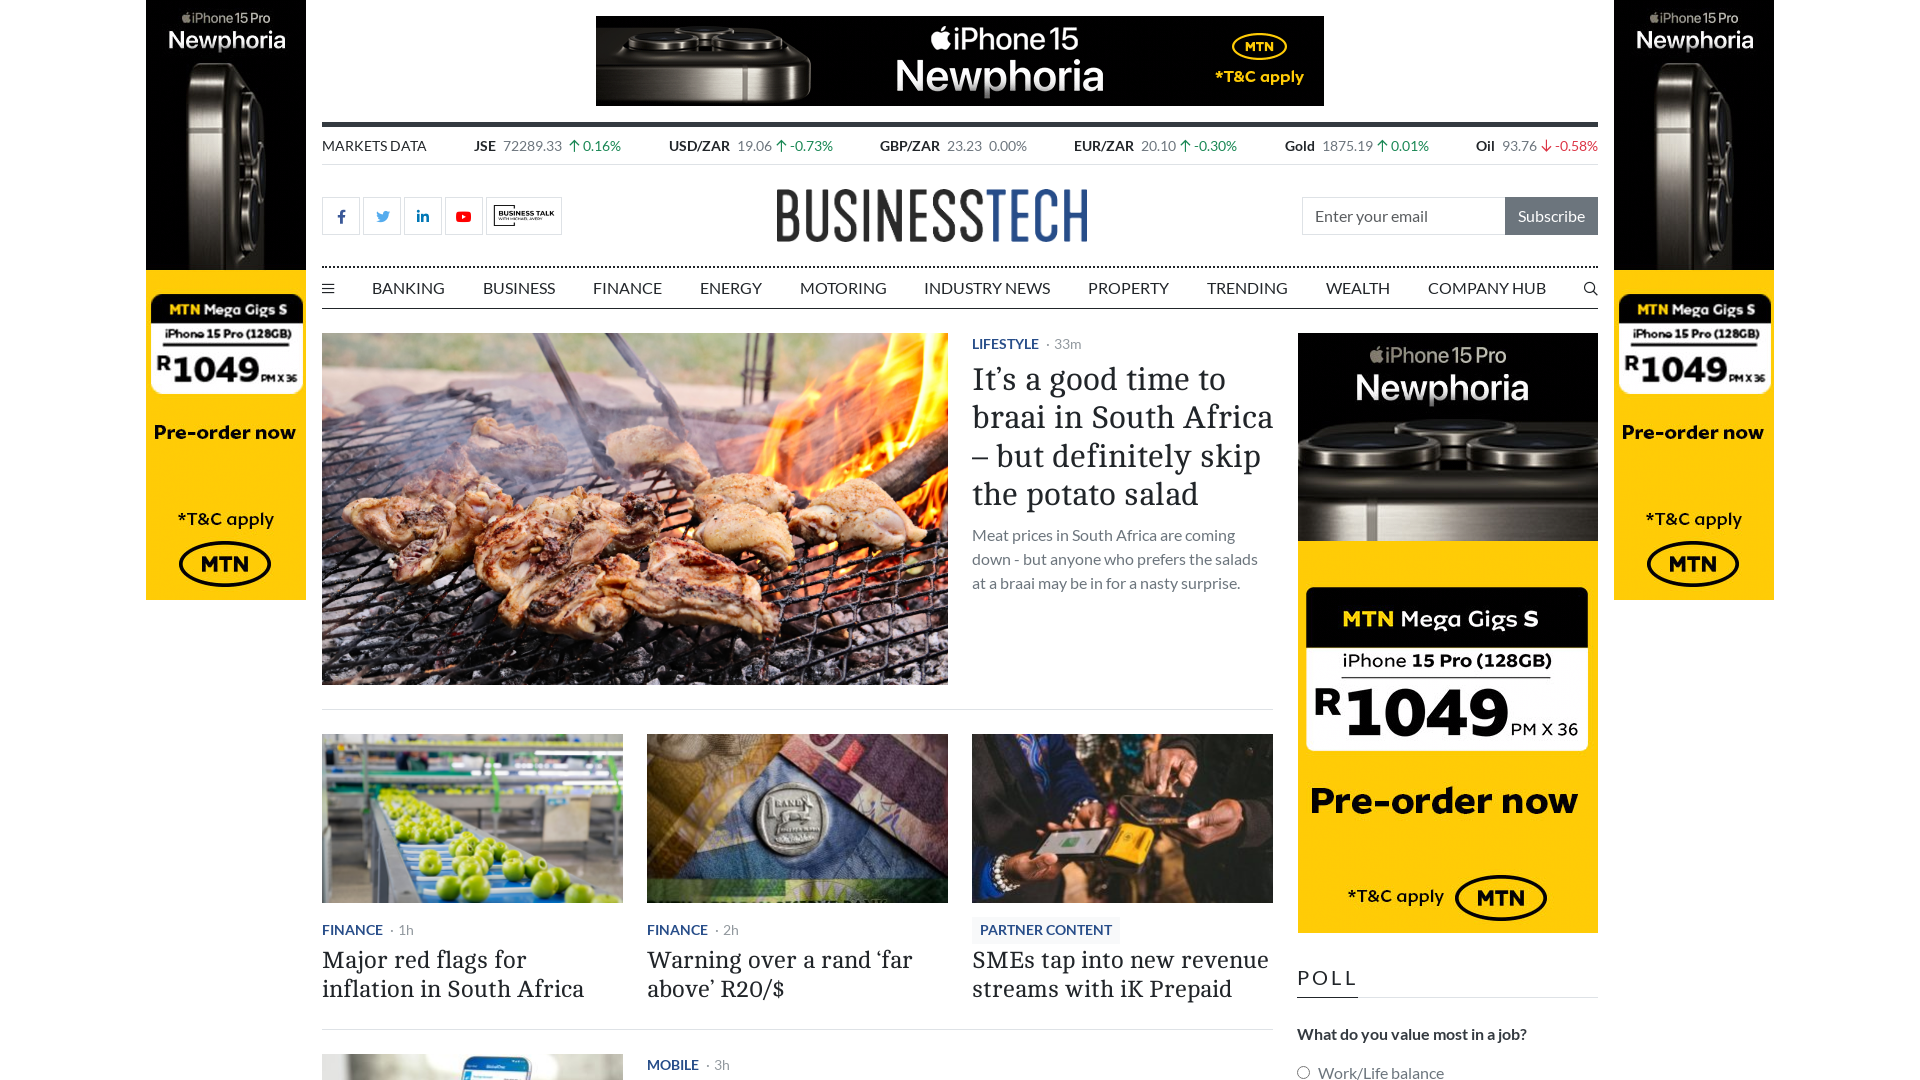 iPhone 15 Pro
Newphoria
MTN Mega Gigs S
iPhone 15 Pro (128GB)
R1049 PM X 36
Pre-order now
*T&C apply
MTN
iPhone 15
Newphoria
MTN
*T&C apply
MARKETS DATA JSE 72289.33 0.16% USD/ZAR 19.06 -0.73% GBP/ZAR 23.23 0.00% EUR/ZAR 20.10 -0.30% Gold 1875.19 0.01% Oil 93.76 -0.58%
BUSINESS TALK
WITH MICHAEL AVERY
BUSINESSTECH
Enter your email Subscribe
BANKING BUSINESS FINANCE ENERGY MOTORING INDUSTRY NEWS PROPERTY TRENDING WEALTH COMPANY HUB
LIFESTYLE · 33m
It’s a good time to
braai in South Africa
– but definitely skip
the potato salad
Meat prices in South Africa are coming
down - but anyone who prefers the salads
at a braai may be in for a nasty surprise.
FINANCE · 1h
Major red flags for
inflation in South Africa
RAND
FINANCE · 2h
Warning over a rand ‘far
above’ R20/$
PARTNER CONTENT
SMEs tap into new revenue
streams with iK Prepaid
MOBILE · 3h
iPhone 15 Pro
Newphoria
MTN Mega Gigs S
iPhone 15 Pro (128GB)
R1049 PM X 36
Pre-order now
*T&C apply MTN
POLL
What do you value most in a job?
Work/Life balance
iPhone 15 Pro
Newphoria
MTN Mega Gigs S
iPhone 15 Pro (128GB)
R1049 PM X 36
Pre-order now
*T&C apply
MTN